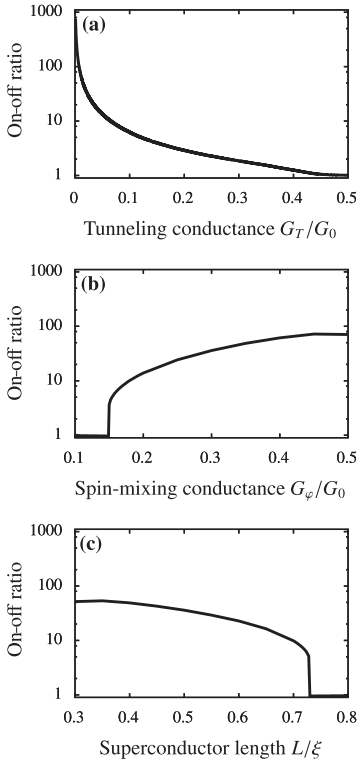 (a)
On-off ratio
1000
100
10
1
0 0.1 0.2 0.3 0.4 0.5
Tunneling conductance G_T/G_0
(b)
On-off ratio
1000
100
10
1
0.1 0.2 0.3 0.4 0.5
Spin-mixing conductance G_φ/G_0
(c)
On-off ratio
1000
100
10
1
0.3 0.4 0.5 0.6 0.7 0.8
Superconductor length L/ξ